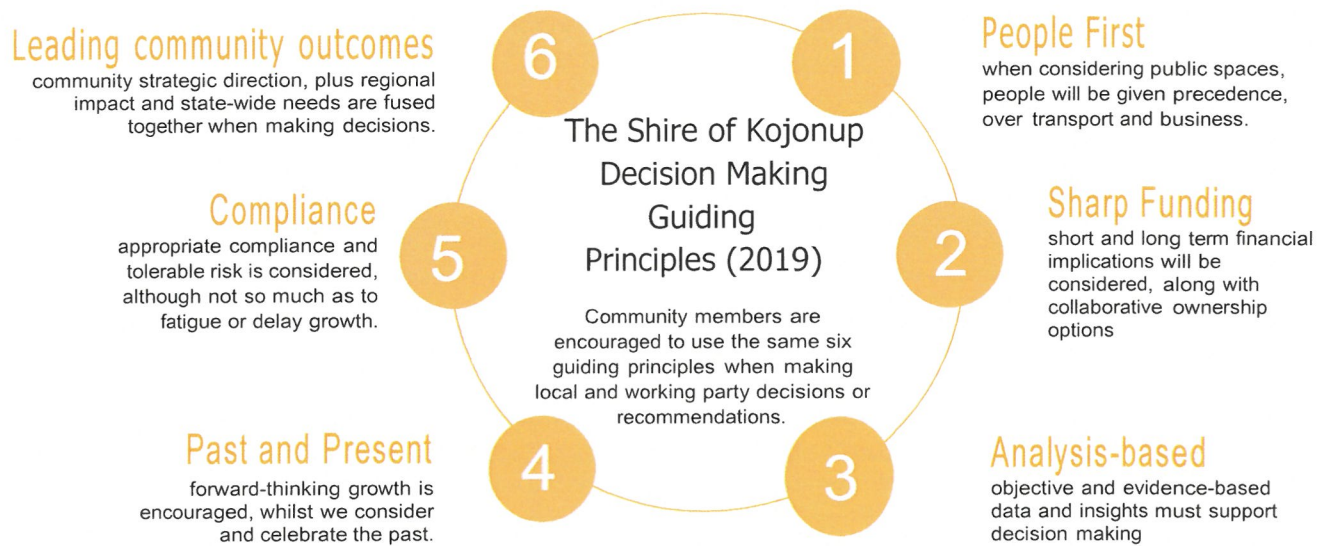 The Shire of Kojonup
Decision Making
Guiding
Principles (2019)
Community members are
encouraged to use the same six
guiding principles when making
local and working party decisions or
recommendations.
1
People First
when considering public spaces,
people will be given precedence,
over transport and business.
2
Sharp Funding
short and long term financial
implications will be
considered, along with
collaborative ownership
options
3
Analysis-based
objective and evidence-based
data and insights must support
decision making
4
Past and Present
forward-thinking growth is
encouraged, whilst we consider
and celebrate the past.
5
Compliance
appropriate compliance and
tolerable risk is considered,
although not so much as to
fatigue or delay growth.
6
Leading community outcomes
community strategic direction, plus regional
impact and state-wide needs are fused
together when making decisions.